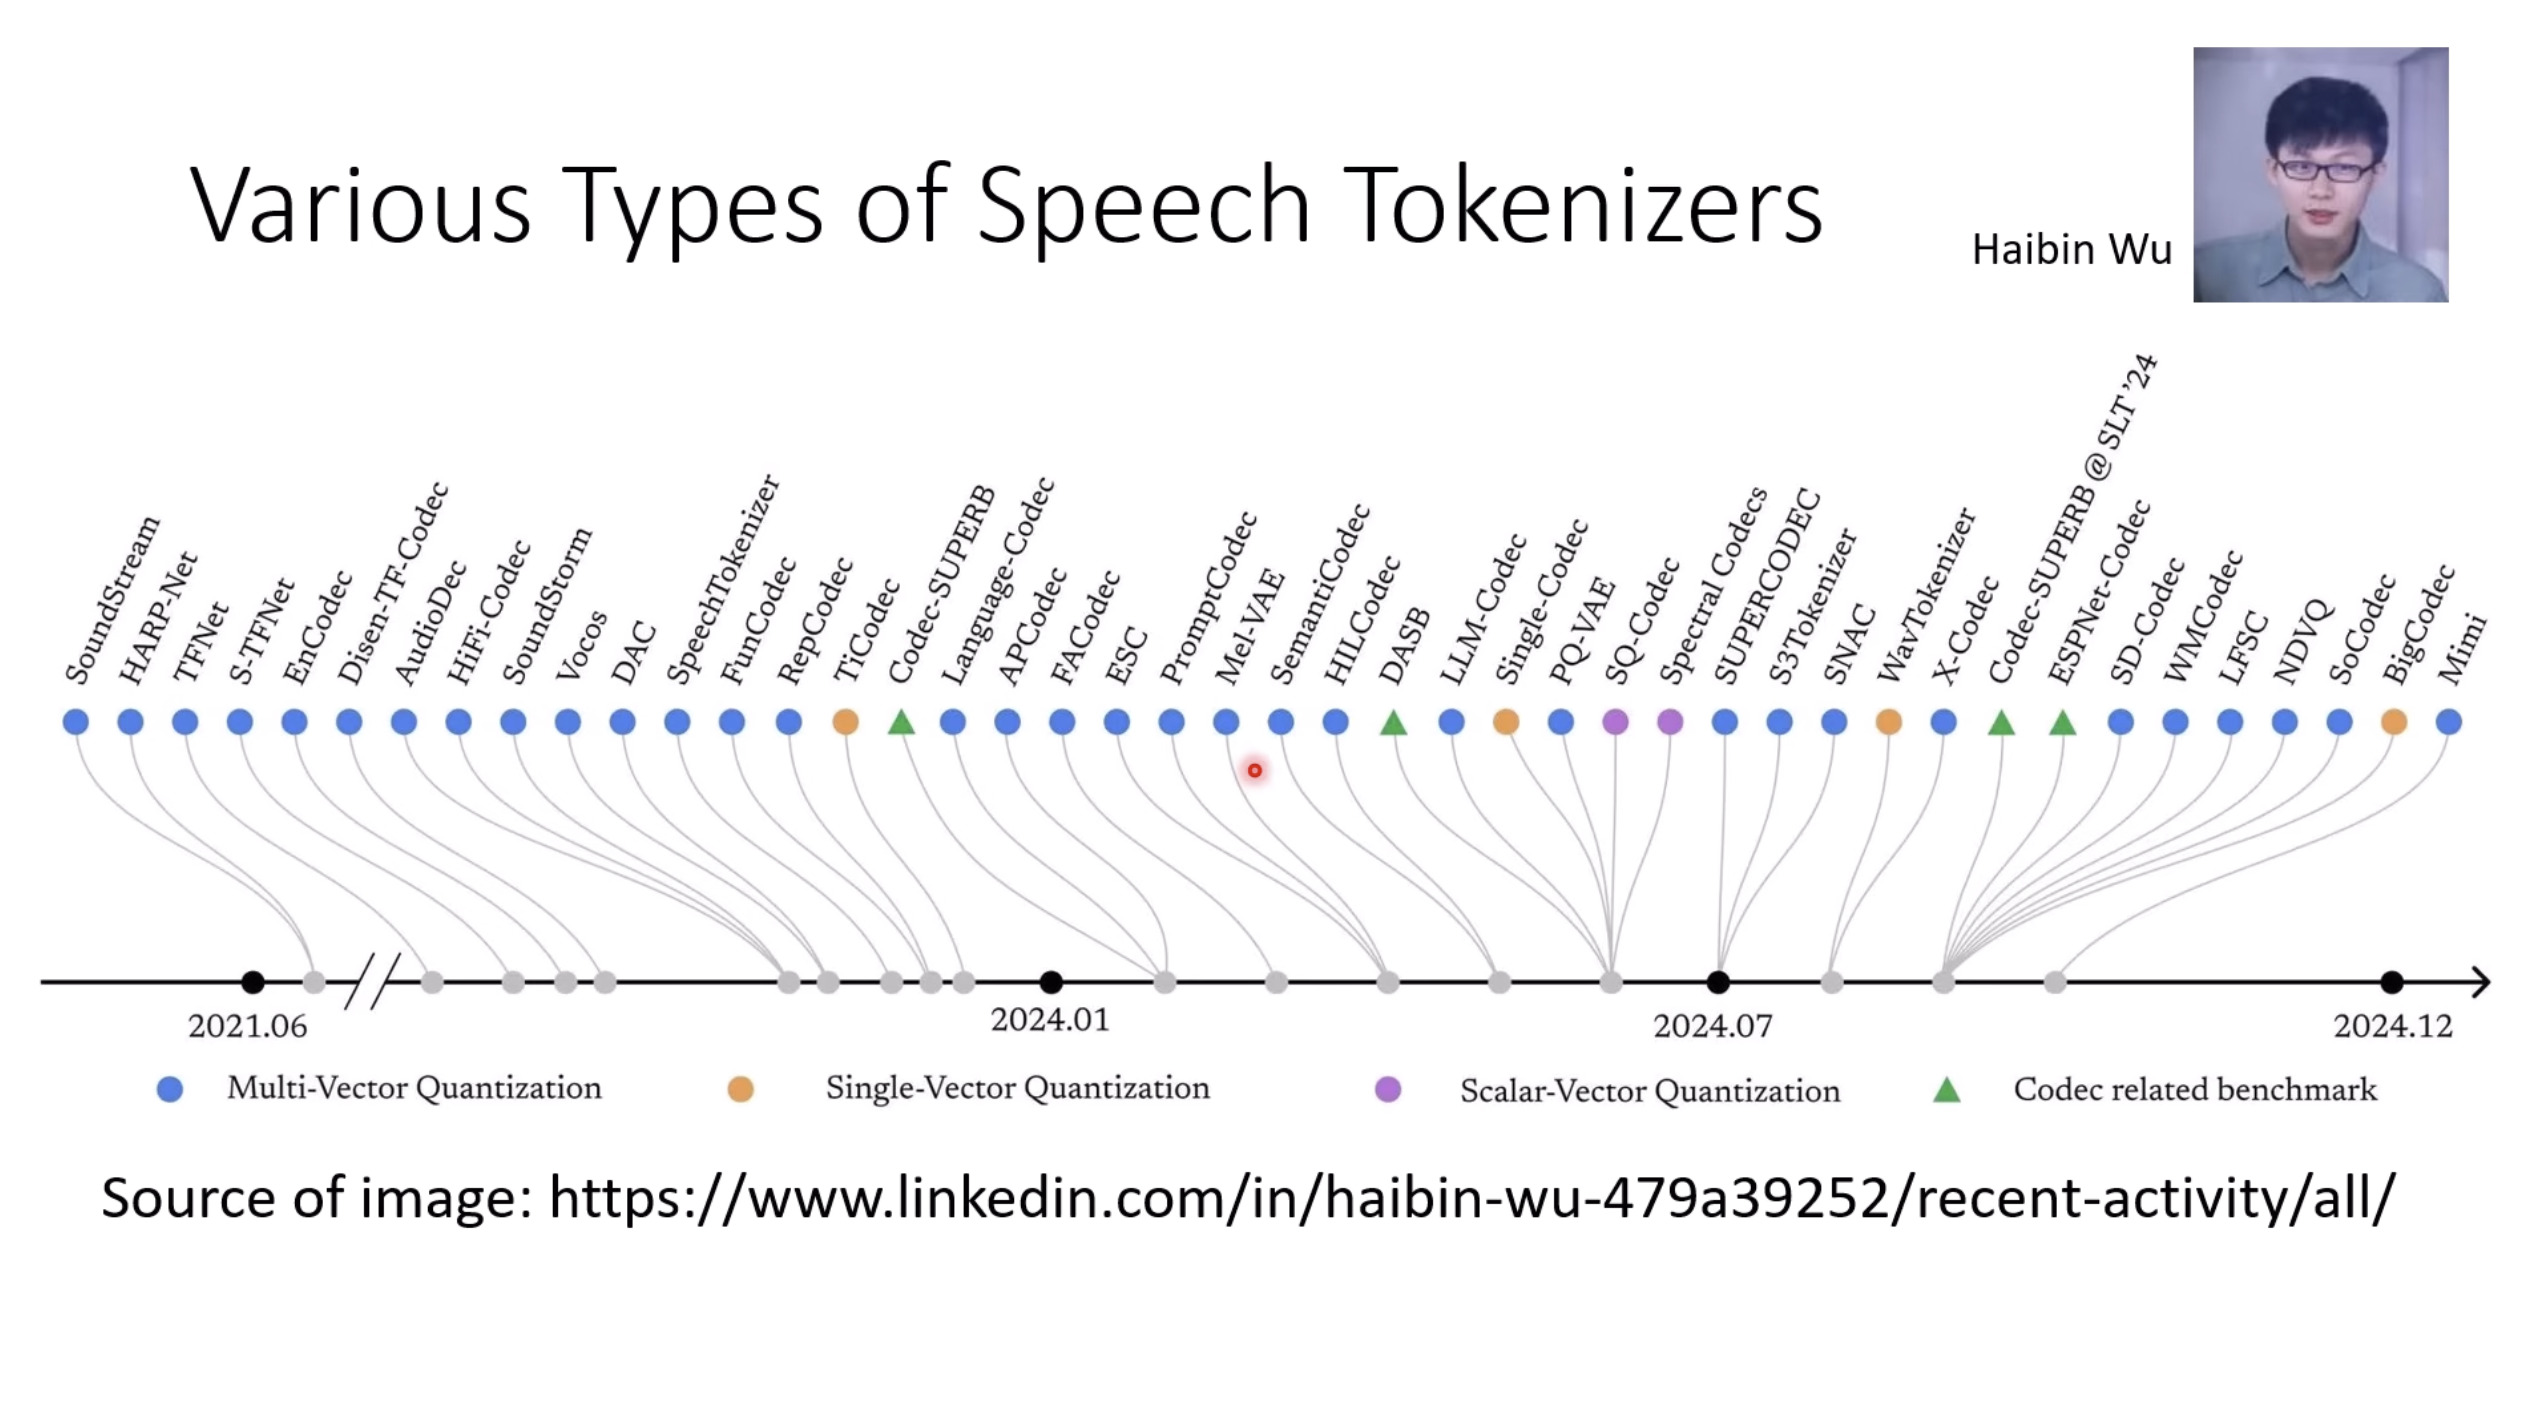 Various Types of Speech Tokenizers
Haibin Wu
SoundStream
HARP-Net
TFNet
S-TFNet
EnCodec
Disen-TF-Codec
AudioDec
HiFi-Codec
SoundStorm
Vocos
DAC
SpeechTokenizer
FunCodec
RepCodec
TiCodec
Codec-SUPERB
Language-Codec
APCodec
FACodec
ESC
PromptCodec
Mel-VAE
SemantiCodec
HILCodec
DASB
LLM-Codec
Single-Codec
PQ-VAE
SQ-Codec
Spectral Codecs
SUPERCODEC
S3Tokenizer
SNAC
WavTokenizer
X-Codec
Codec-SUPERB @ SLT'24
ESPNet-Codec
SD-Codec
WMCodec
LFSC
NDVQ
SoCodec
BigCodec
Mimi
2021.06
2024.01
2024.07
2024.12
Multi-Vector Quantization
Single-Vector Quantization
Scalar-Vector Quantization
Codec related benchmark
Source of image: https://www.linkedin.com/in/haibin-wu-479a39252/recent-activity/all/